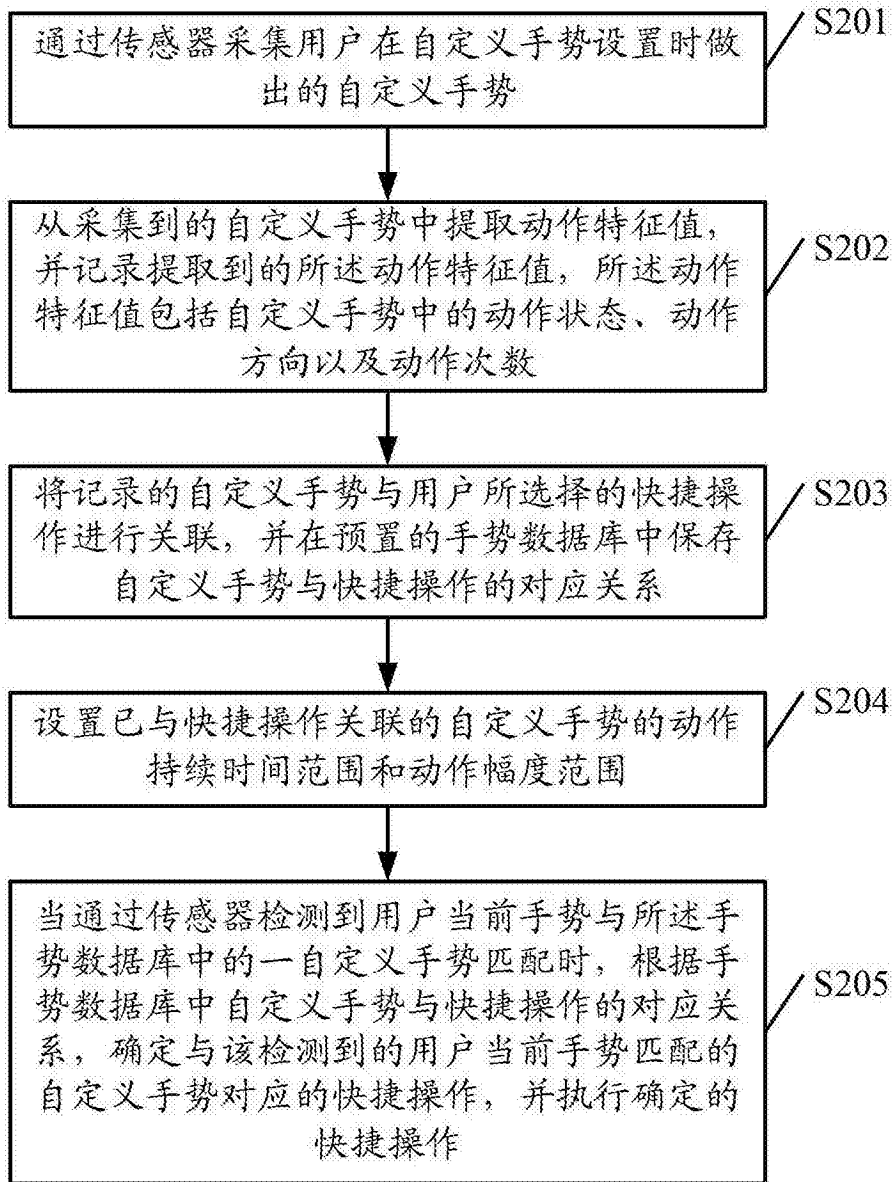 通过传感器采集用户在自定义手势设置时做
出的自定义手势
S201
从采集到的自定义手势中提取动作特征值，
并记录提取到的所述动作特征值，所述动作
特征值包括自定义手势中的动作状态、动作
方向以及动作次数
S202
将记录的自定义手势与用户所选择的快捷操
作进行关联，并在预置的手势数据库中保存
自定义手势与快捷操作的对应关系
S203
设置已与快捷操作关联的自定义手势的动作
持续时间范围和动作幅度范围
S204
当通过传感器检测到用户当前手势与所述手
势数据库中的一自定义手势匹配时，根据手
势数据库中自定义手势与快捷操作的对应关
系，确定与该检测到的用户当前手势匹配的
自定义手势对应的快捷操作，并执行确定的
快捷操作
S205